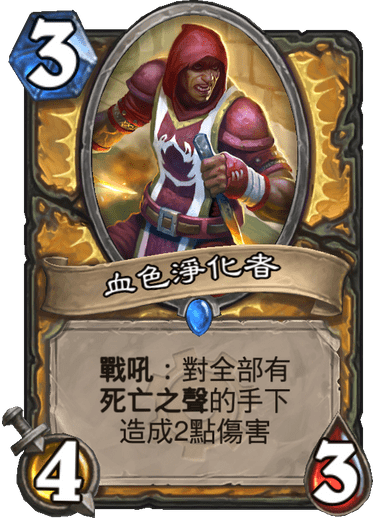 3
血色淨化者
戰吼：對全部有
死亡之聲的手下
造成2點傷害
4
3